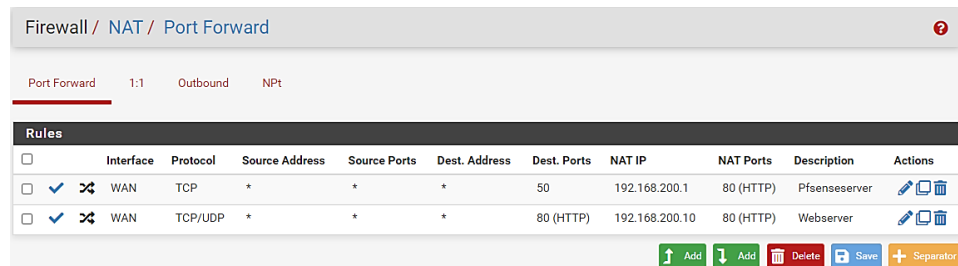 Firewall / NAT / Port Forward
Port Forward 1:1 Outbound NPt
Rules
Interface Protocol Source Address Source Ports Dest. Address Dest. Ports NAT IP NAT Ports Description Actions
WAN TCP * * * 50 192.168.200.1 80 (HTTP) Pfsenseserver
WAN TCP/UDP * * * 80 (HTTP) 192.168.200.10 80 (HTTP) Webserver
Add Add Delete Save Separator